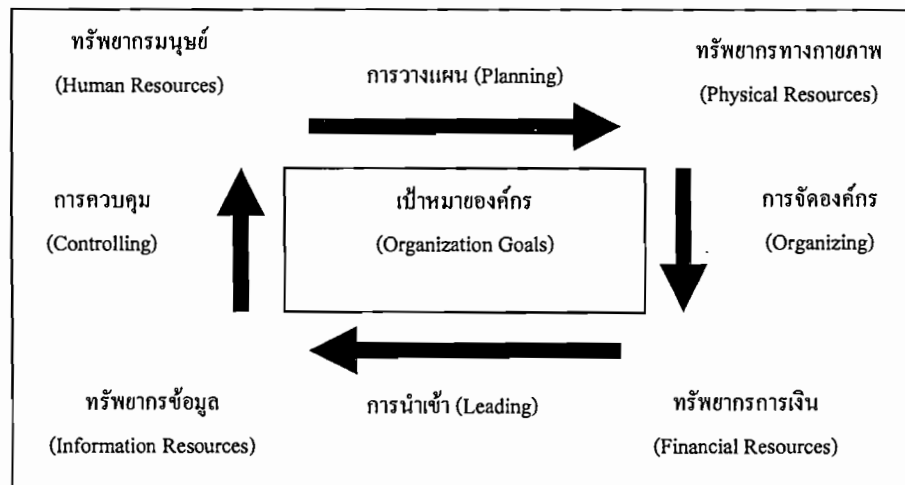 ทรัพยากรมนุษย์
(Human Resources)
การวางแผน (Planning)
ทรัพยากรทางกายภาพ
(Physical Resources)
การควบคุม
(Controlling)
เป้าหมายองค์กร
(Organization Goals)
การจัดองค์กร
(Organizing)
ทรัพยากรข้อมูล
(Information Resources)
การนำเข้า (Leading)
ทรัพยากรการเงิน
(Financial Resources)